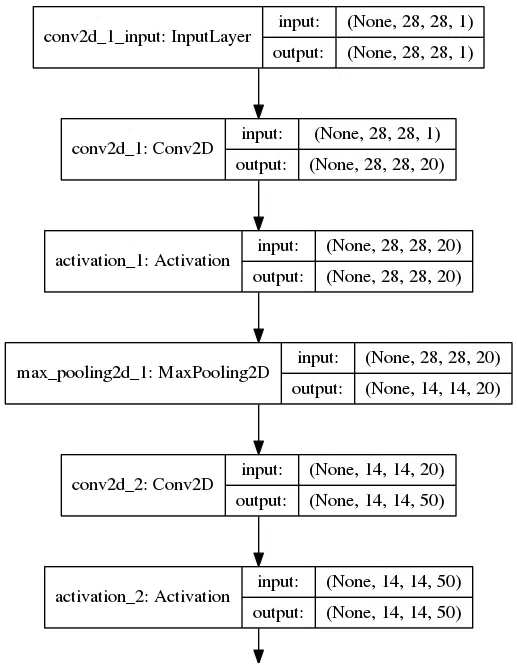 conv2d_1_input: InputLayer input: (None, 28, 28, 1)
output: (None, 28, 28, 1)
conv2d_1: Conv2D input: (None, 28, 28, 1)
output: (None, 28, 28, 20)
activation_1: Activation input: (None, 28, 28, 20)
output: (None, 28, 28, 20)
max_pooling2d_1: MaxPooling2D input: (None, 28, 28, 20)
output: (None, 14, 14, 20)
conv2d_2: Conv2D input: (None, 14, 14, 20)
output: (None, 14, 14, 50)
activation_2: Activation input: (None, 14, 14, 50)
output: (None, 14, 14, 50)